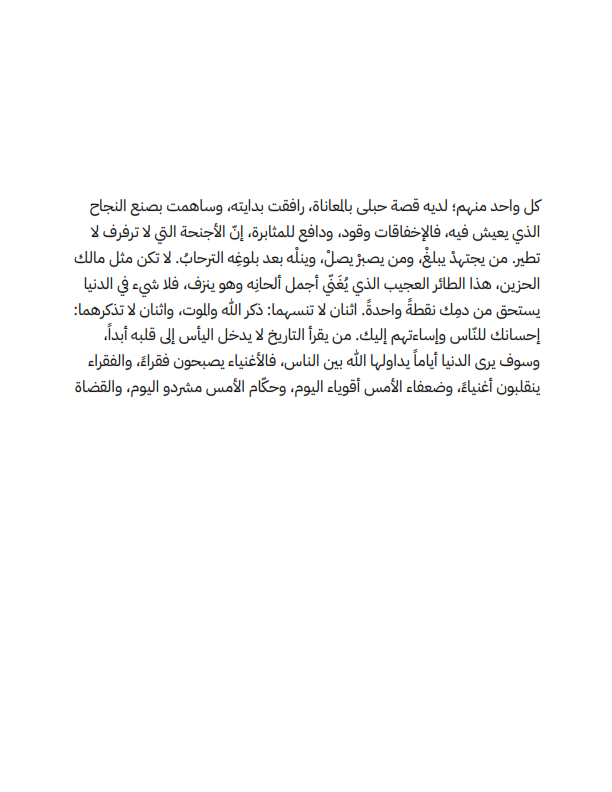 كل واحد منهم؛ لديه قصة حبلى بالمعاناة، رافقت بدايته، وساهمت بصنع النجاح
الذي يعيش فيه، فالإخفاقات وقود، ودافع للمثابرة، إنّ الأجنحة التي لا ترفرف لا
تطير. من يجتهدْ يبلغْ، ومن يصبرْ يصلْ، وينلْه بعد بلوغِه الترحابُ. لا تكن مثل مالك
الحزين، هذا الطائر العجيب الذي يُغَنّي أجمل ألحانِه وهو ينزف، فلا شيء في الدنيا
يستحق من دمِك نقطةً واحدةً. اثنان لا تنسهما: ذكر الله والموت، واثنان لا تذكرهما:
إحسانك للنّاس وإساءتهم إليك. من يقرأ التاريخ لا يدخل اليأس إلى قلبه أبداً،
وسوف يرى الدنيا أياماً يداولها الله بين الناس، فالأغنياء يصبحون فقراءً، والفقراء
ينقلبون أغنياءً، وضعفاء الأمس أقوياء اليوم، وحكّام الأمس مشردو اليوم، والقضاة